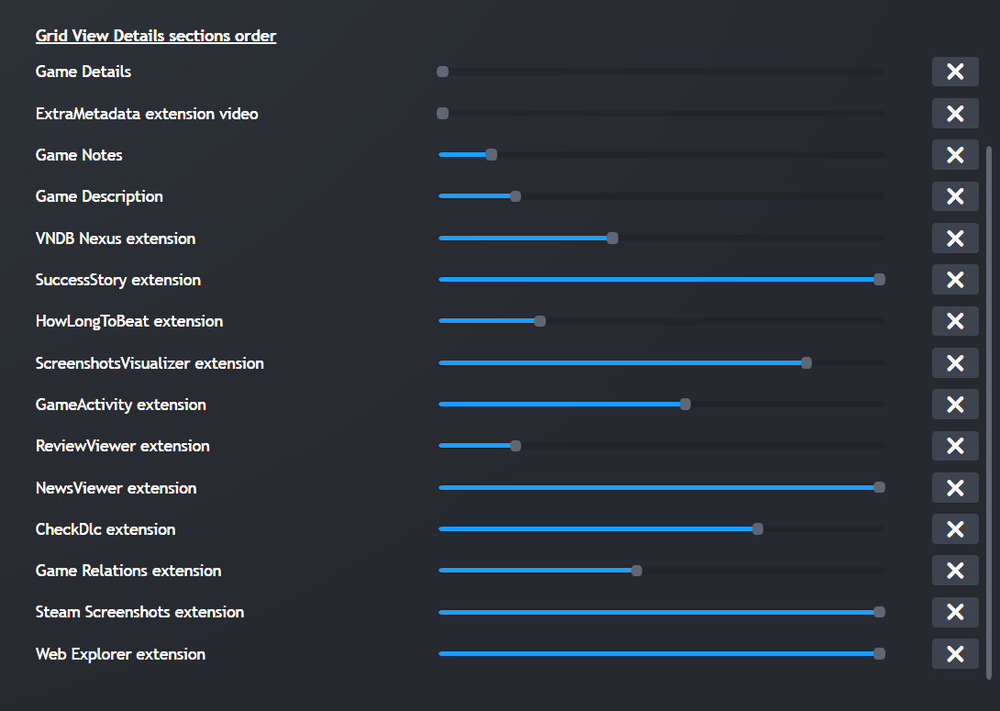 Grid View Details sections order
Game Details
ExtraMetadata extension video
Game Notes
Game Description
VNDB Nexus extension
SuccessStory extension
HowLongToBeat extension
ScreenshotsVisualizer extension
GameActivity extension
ReviewViewer extension
NewsViewer extension
CheckDlc extension
Game Relations extension
Steam Screenshots extension
Web Explorer extension